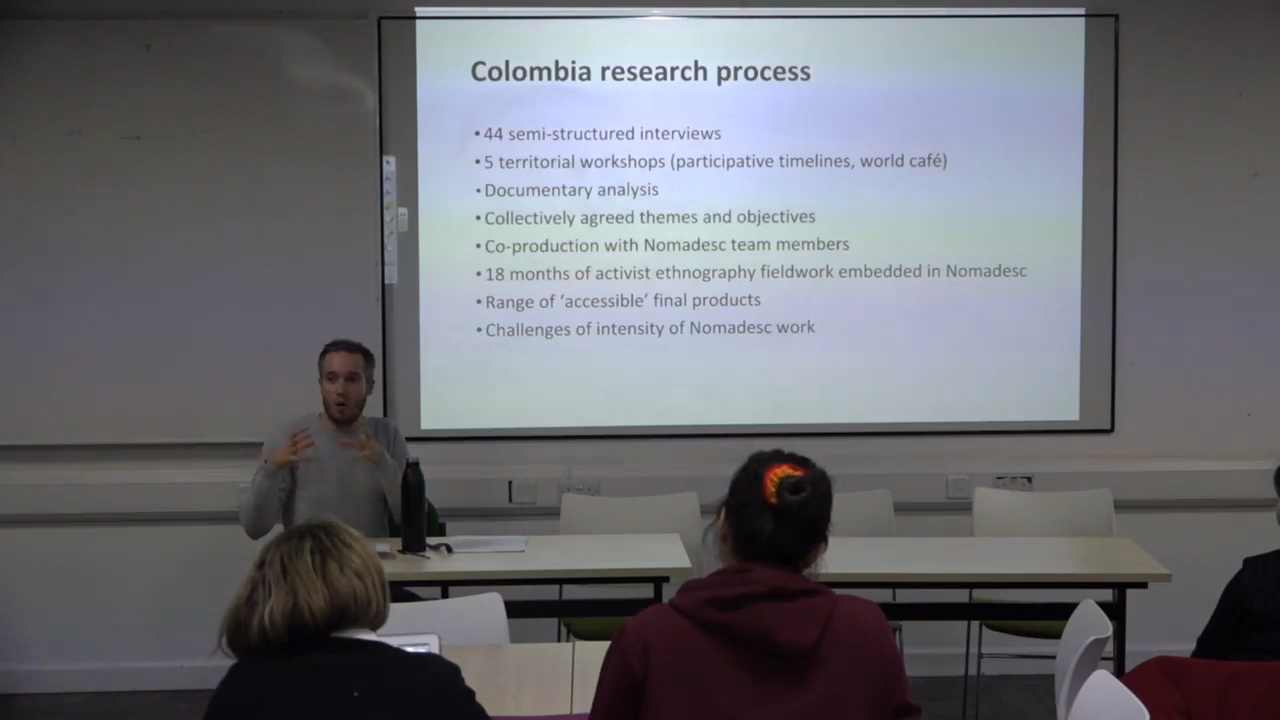 Colombia research process
• 44 semi-structured interviews
• 5 territorial workshops (participative timelines, world café)
• Documentary analysis
• Collectively agreed themes and objectives
• Co-production with Nomadesc team members
• 18 months of activist ethnography fieldwork embedded in Nomadesc
• Range of ‘accessible’ final products
• Challenges of intensity of Nomadesc work